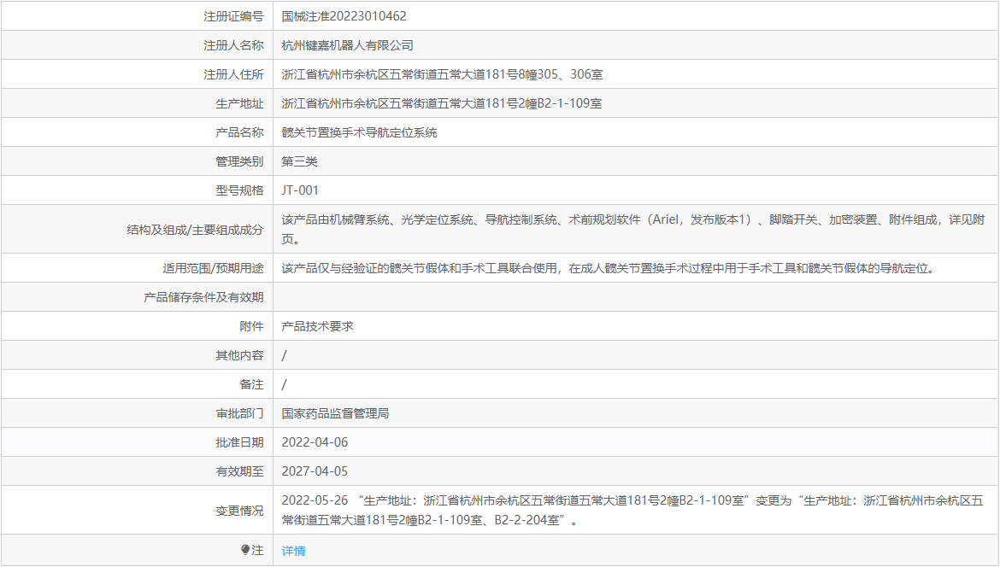 注册证编号 国械注准20223010462
注册人名称 杭州键嘉机器人有限公司
注册人住所 浙江省杭州市余杭区五常街道五常大道181号8幢305、306室
生产地址 浙江省杭州市余杭区五常街道五常大道181号2幢B2-1-109室
产品名称 髋关节置换手术导航定位系统
管理类别 第三类
型号规格 JT-001
结构及组成/主要组成成分 该产品由机械臂系统、光学定位系统、导航控制系统、术前规划软件（Ariel，发布版本1）、脚踏开关、加密装置、附件组成，详见附
页。
适用范围/预期用途 该产品仅与经验证的髋关节假体和手术工具联合使用，在成人髋关节置换手术过程中用于手术工具和髋关节假体的导航定位。
产品储存条件及有效期
附件 产品技术要求
其他内容 /
备注 /
审批部门 国家药品监督管理局
批准日期 2022-04-06
有效期至 2027-04-05
变更情况 2022-05-26 “生产地址：浙江省杭州市余杭区五常街道五常大道181号2幢B2-1-109室”变更为“生产地址：浙江省杭州市余杭区五
常街道五常大道181号2幢B2-1-109室、B2-2-204室”。
注 详情